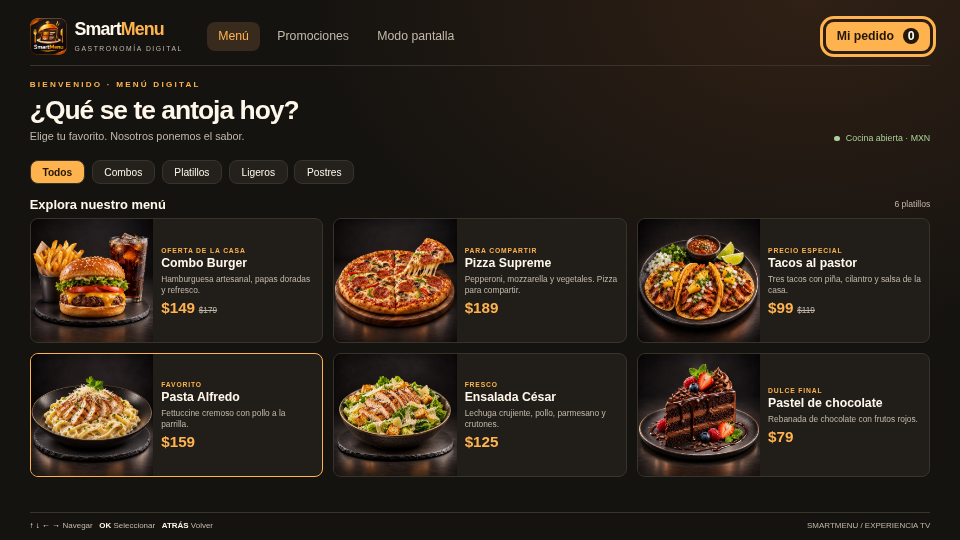 SmartMenu
SmartMenu
GASTRONOMÍA DIGITAL
Menú
Promociones
Modo pantalla
Mi pedido 0
BIENVENIDO · MENÚ DIGITAL
¿Qué se te antoja hoy?
Elige tu favorito. Nosotros ponemos el sabor.
Cocina abierta · MXN
Todos
Combos
Platillos
Ligeros
Postres
Explora nuestro menú
6 platillos
OFERTA DE LA CASA
Combo Burger
Hamburguesa artesanal, papas doradas
y refresco.
$149 $179
PARA COMPARTIR
Pizza Supreme
Pepperoni, mozzarella y vegetales. Pizza
para compartir.
$189
PRECIO ESPECIAL
Tacos al pastor
Tres tacos con piña, cilantro y salsa de la
casa.
$99 $119
FAVORITO
Pasta Alfredo
Fettuccine cremoso con pollo a la
parrilla.
$159
FRESCO
Ensalada César
Lechuga crujiente, pollo, parmesano y
crutones.
$125
DULCE FINAL
Pastel de chocolate
Rebanada de chocolate con frutos rojos.
$79
↑ ↓ ← → Navegar OK Seleccionar ATRÁS Volver
SMARTMENU / EXPERIENCIA TV